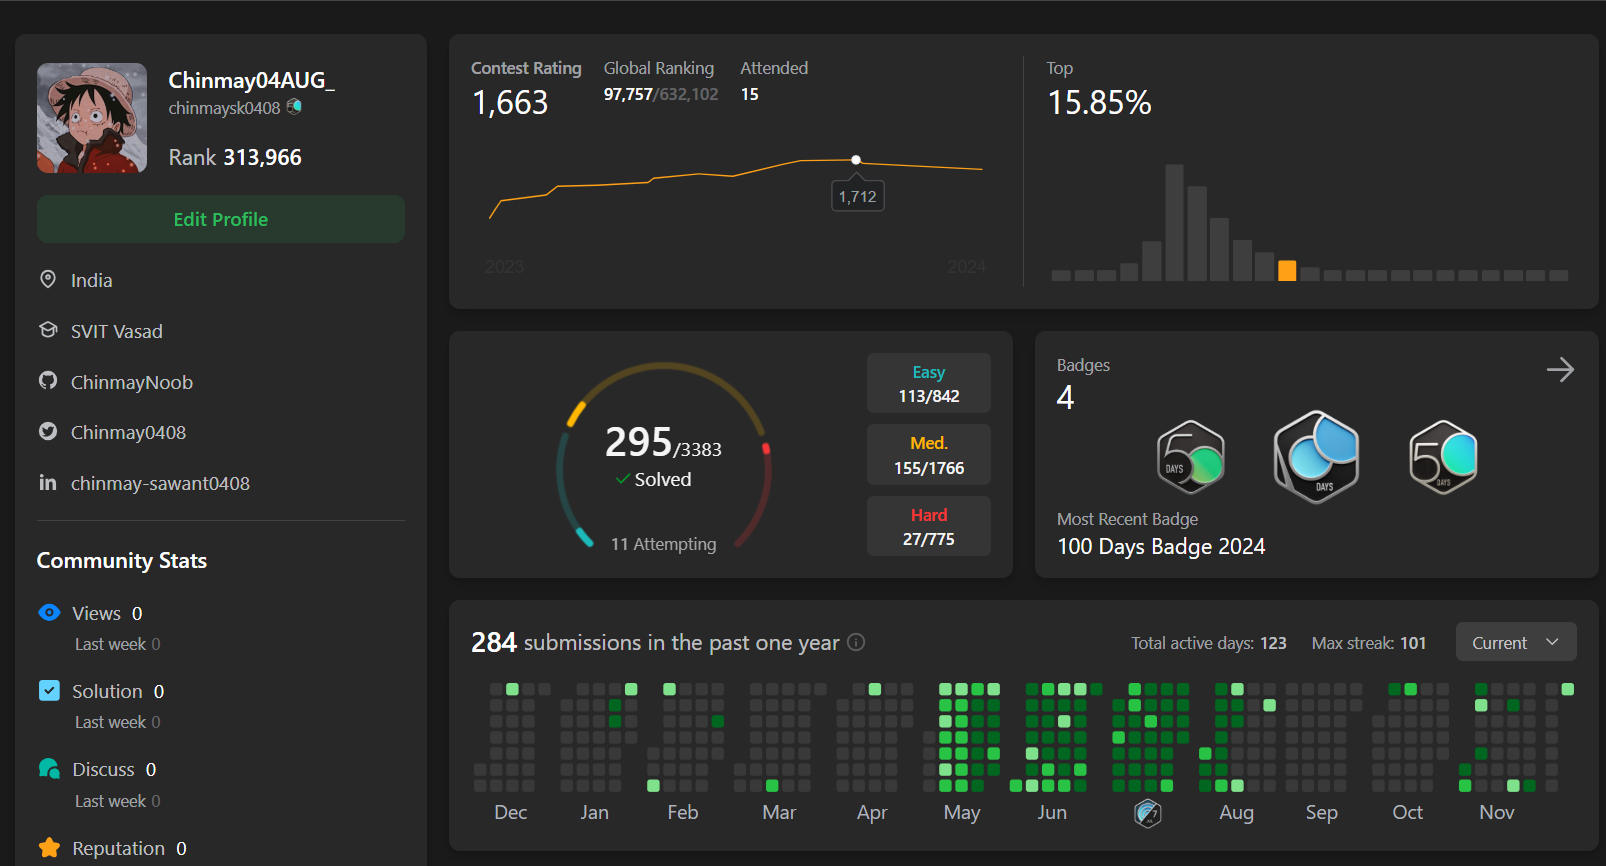 Chinmay04AUG_
chinmaysk0408
Rank 313,966
Edit Profile
India
SVIT Vasad
ChinmayNoob
Chinmay0408
chinmay-sawant0408
Community Stats
Views 0
Last week 0
Solution 0
Last week 0
Discuss 0
Last week 0
Reputation 0
Contest Rating
1,663
Global Ranking
97,757/632,102
Attended
15
1,712
2023
2024
Top
15.85%
295/3383
Solved
11 Attempting
Easy
113/842
Med.
155/1766
Hard
27/775
Badges
4
50
DAYS
DAYS
50
DAYS
Most Recent Badge
100 Days Badge 2024
284 submissions in the past one year
Total active days: 123
Max streak: 101
Current
Dec
Jan
Feb
Mar
Apr
May
Jun
Aug
Sep
Oct
Nov